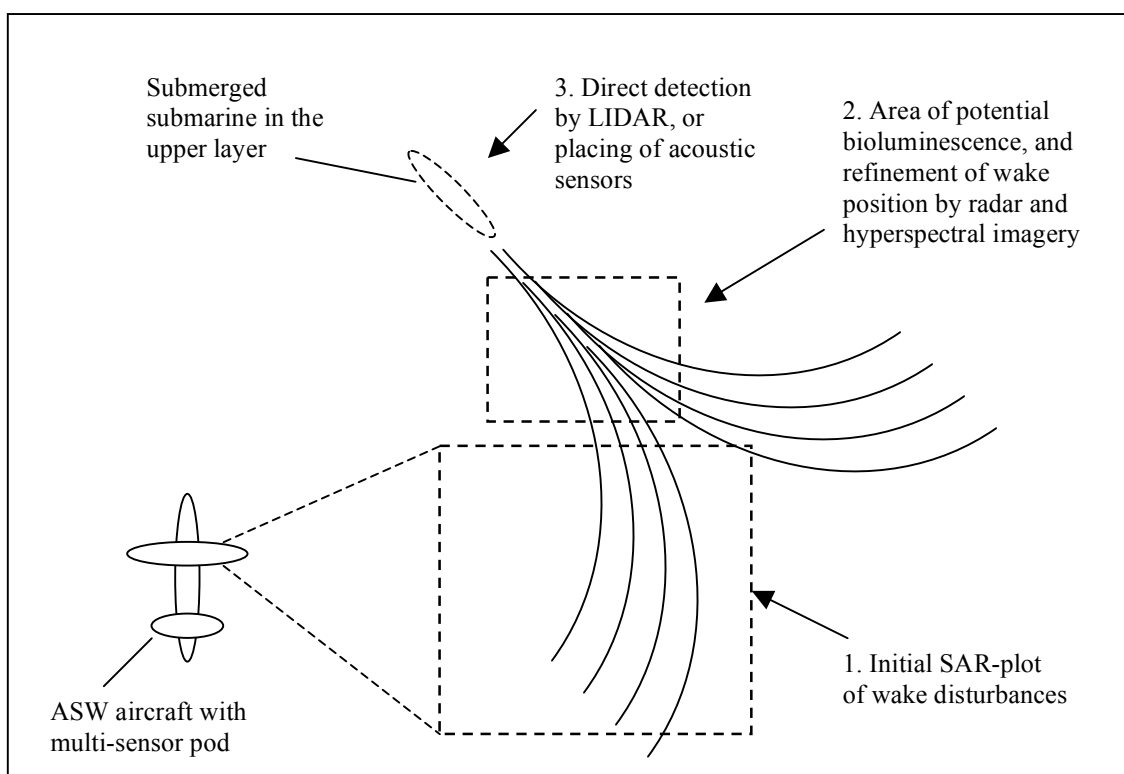 Submerged
submarine in the
upper layer
3. Direct detection
by LIDAR, or
placing of acoustic
sensors
2. Area of potential
bioluminescence, and
refinement of wake
position by radar and
hyperspectral imagery
1. Initial SAR-plot
of wake disturbances
ASW aircraft with
multi-sensor pod